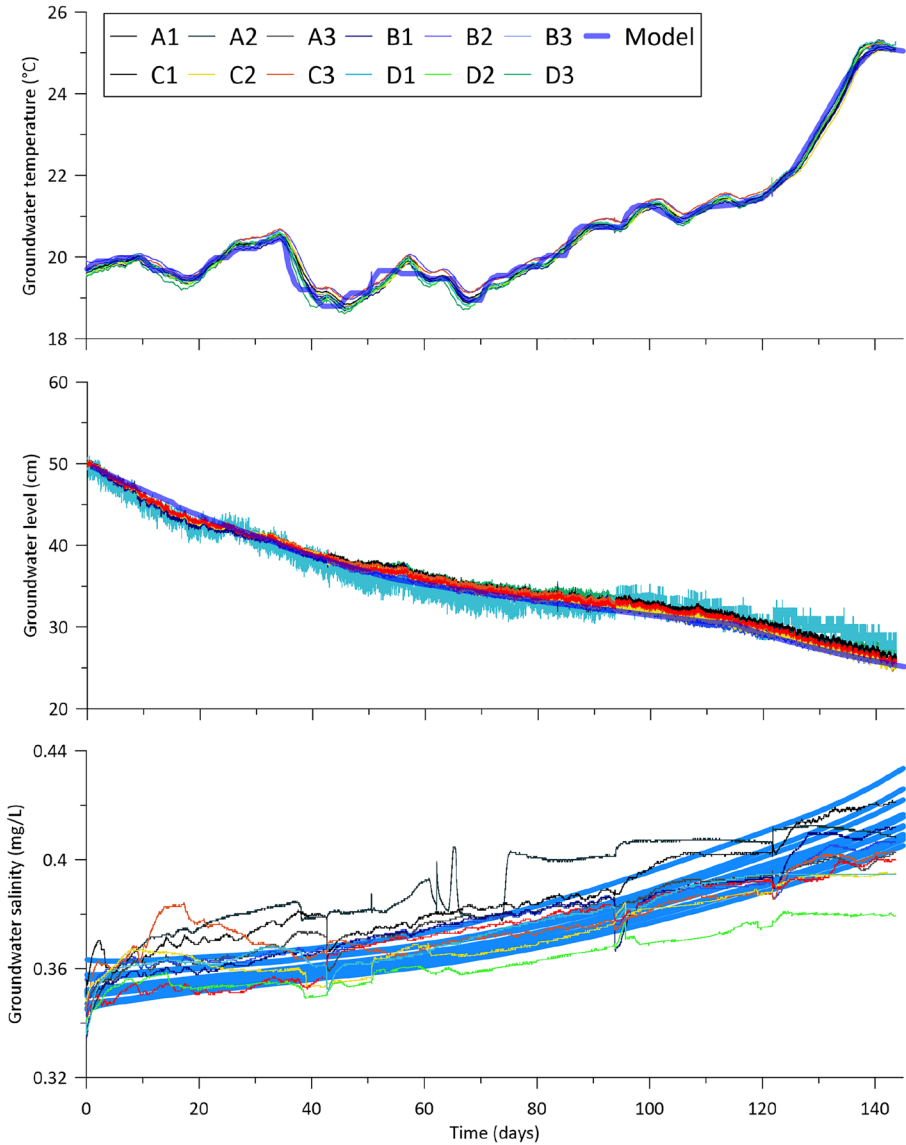 26
A1 A2 A3 B1 B2 B3 Model
C1 C2 C3 D1 D2 D3
24
22
20
18
Groundwater temperature (°C)
60
50
40
30
20
Groundwater level (cm)
0.44
0.4
0.36
0.32
Groundwater salinity (mg/L)
0 20 40 60 80 100 120 140
Time (days)